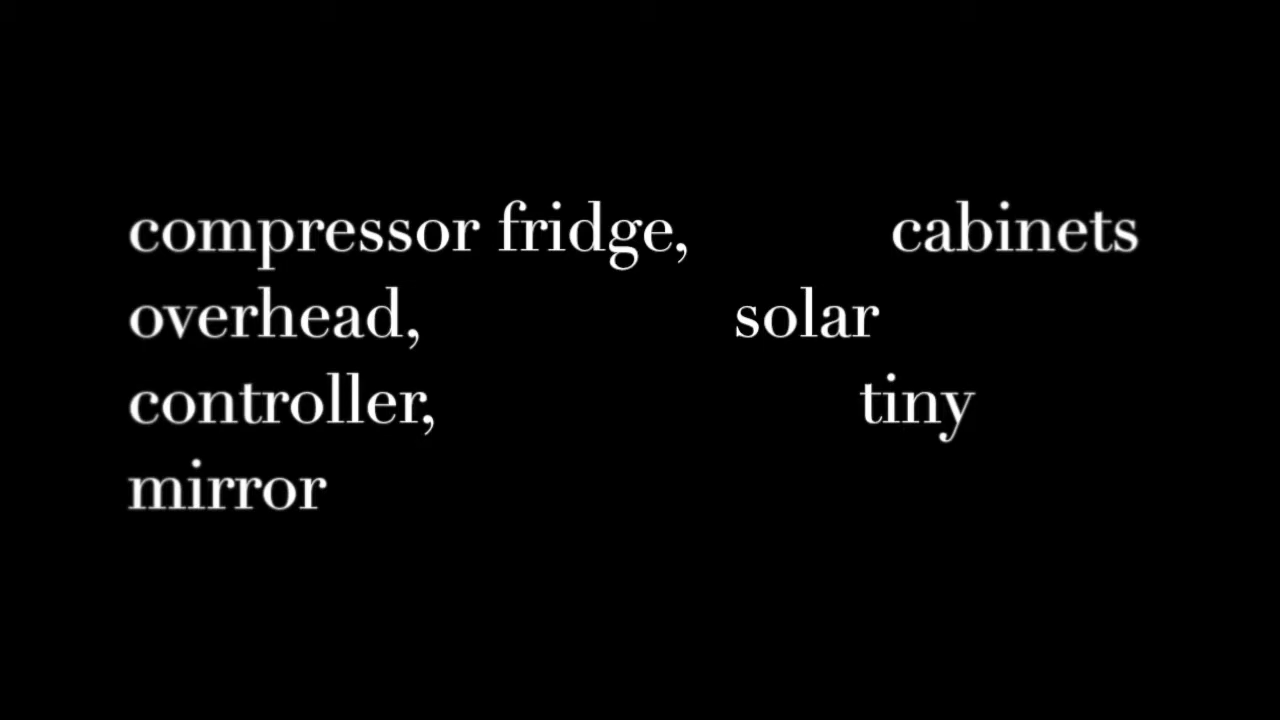 compressor fridge, cabinets
overhead, solar
controller, tiny
mirror